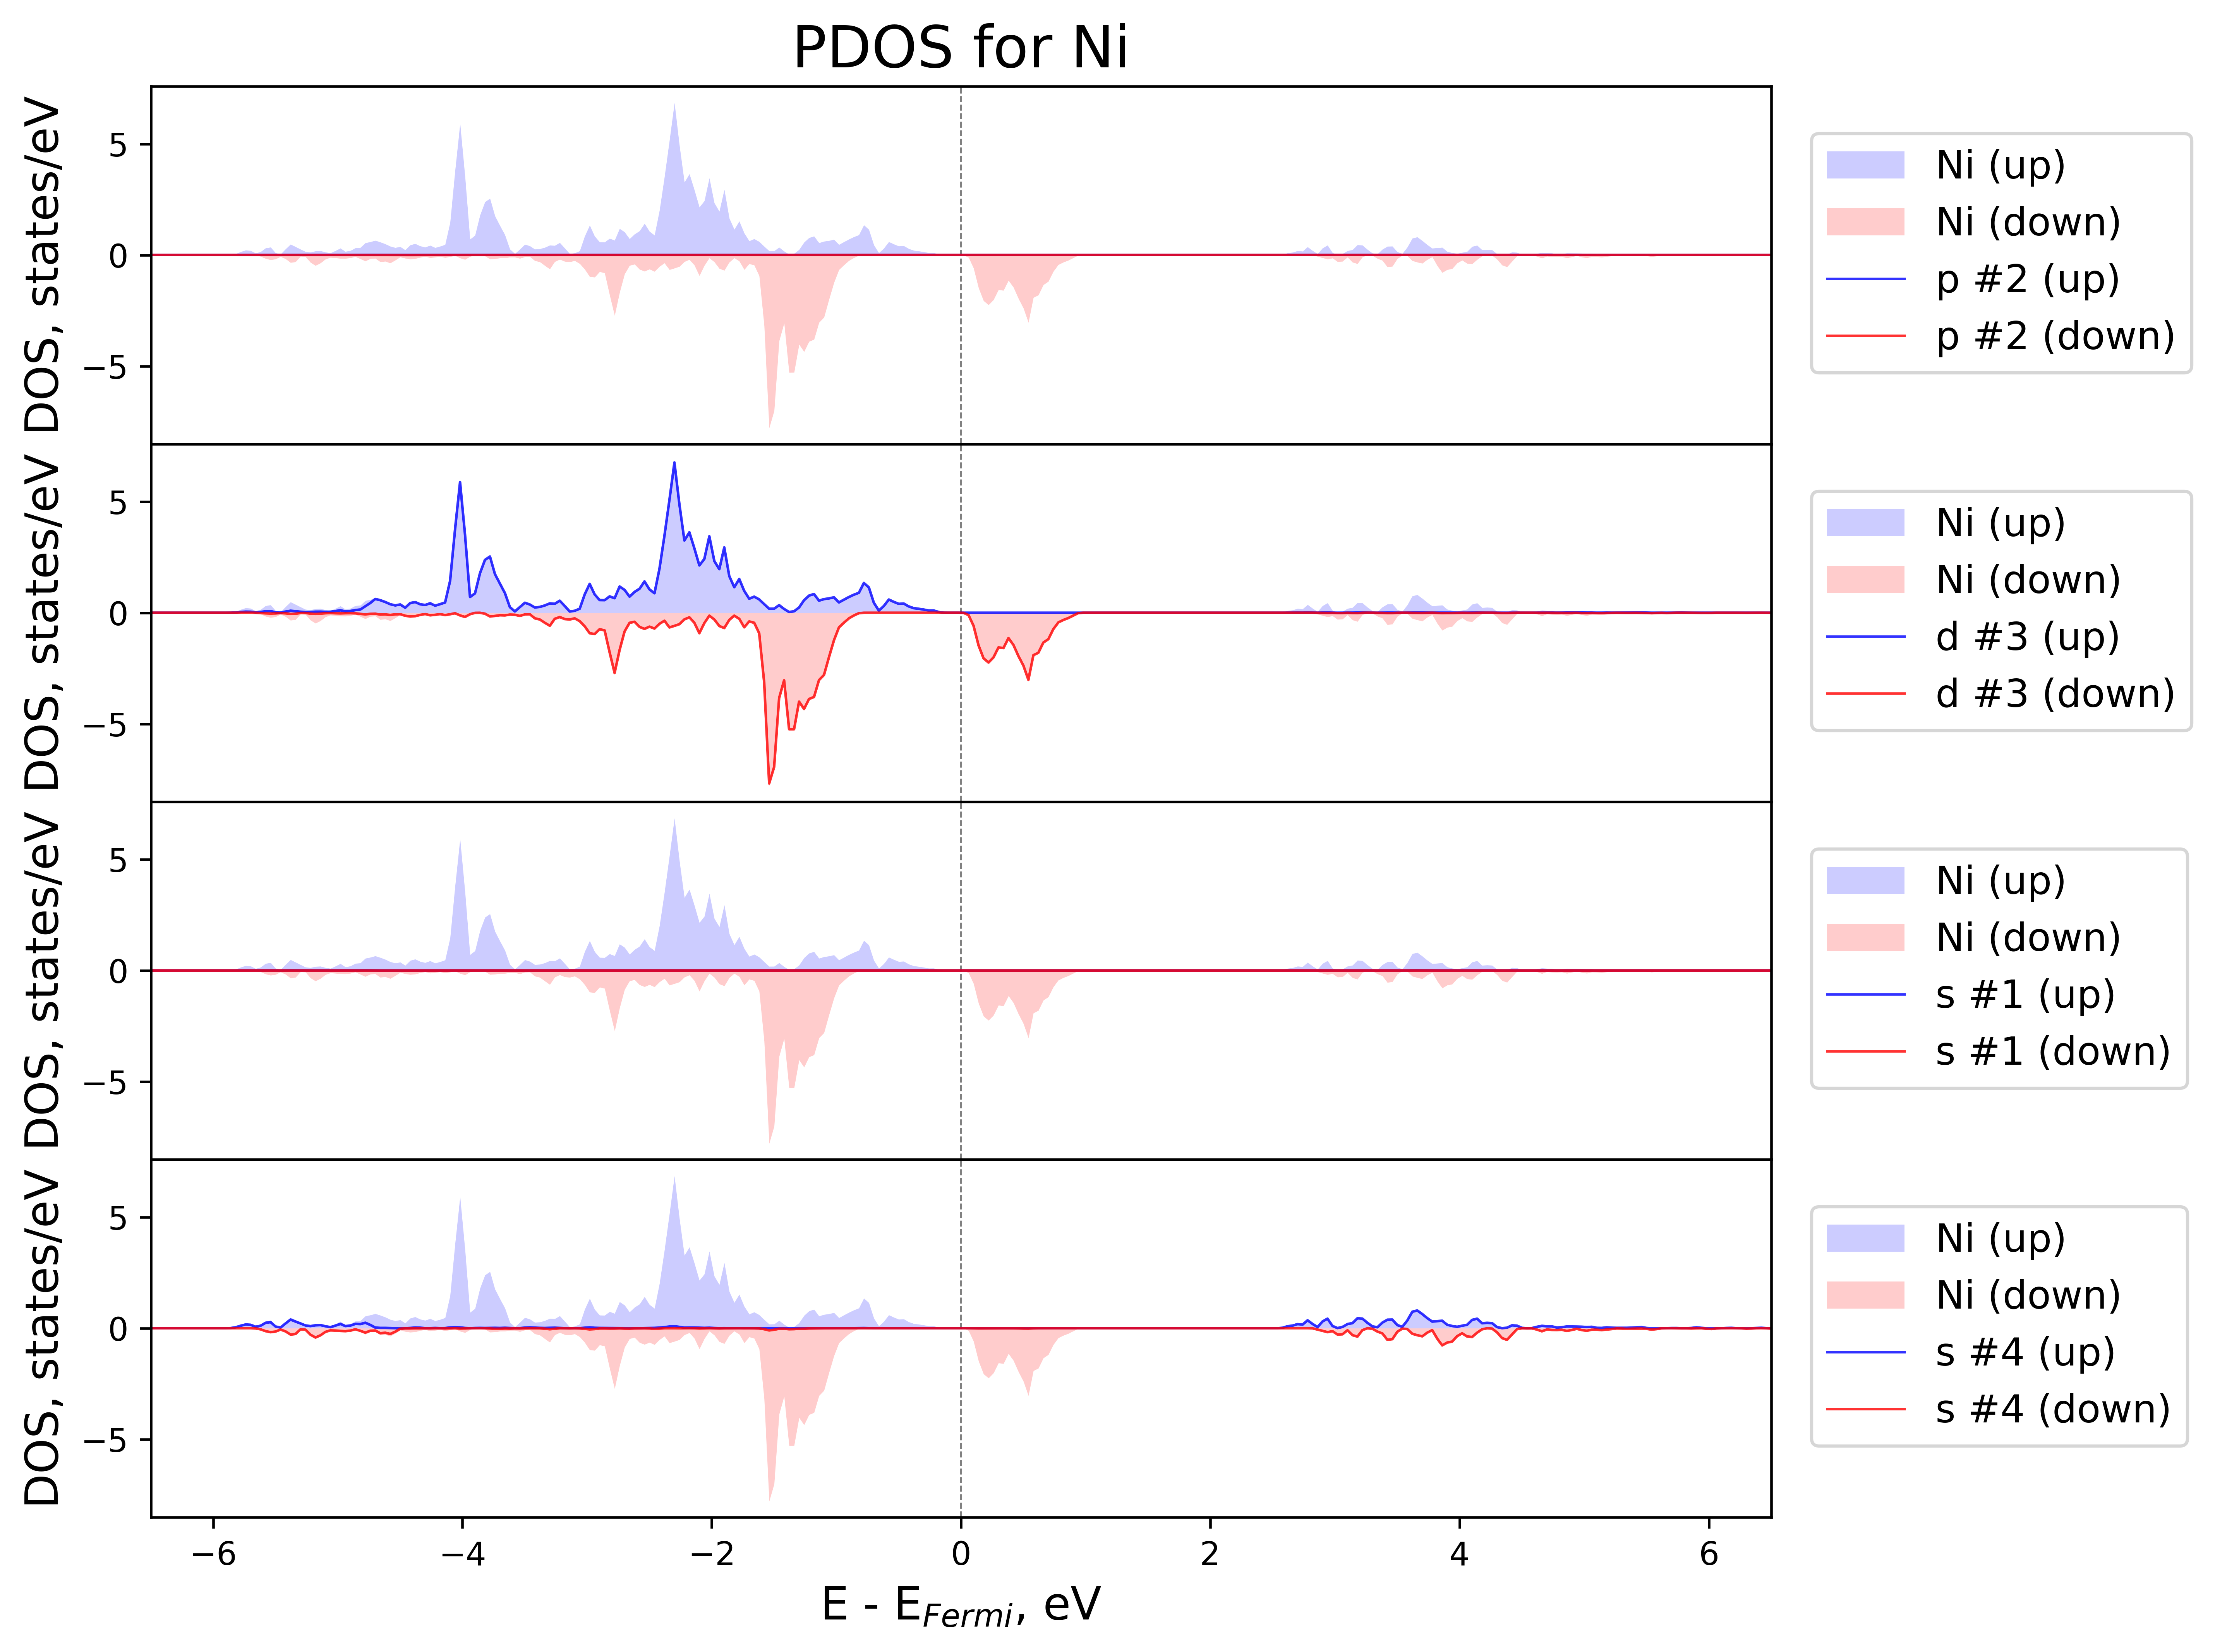 PDOS for Ni
DOS, states/eV
5
0
−5
Ni (up)
Ni (down)
p #2 (up)
p #2 (down)
DOS, states/eV
5
0
−5
Ni (up)
Ni (down)
d #3 (up)
d #3 (down)
DOS, states/eV
5
0
−5
Ni (up)
Ni (down)
s #1 (up)
s #1 (down)
DOS, states/eV
5
0
−5
Ni (up)
Ni (down)
s #4 (up)
s #4 (down)
−6 −4 −2 0 2 4 6
E - E_Fermi, eV